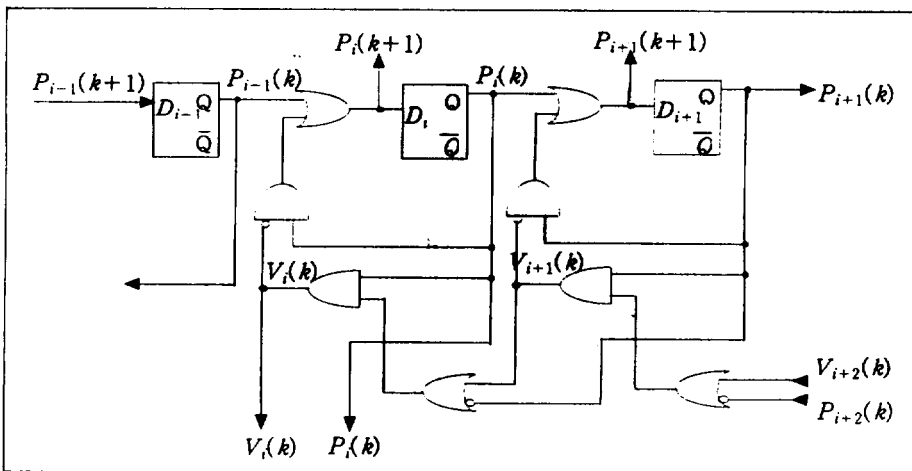 P_i(k+1)
P_{i+1}(k+1)
P_{i-1}(k+1)
P_{i-1}(k)
P_i(k)
P_{i+1}(k)
D_{i-1} Q
Q̅
D_i Q
Q̅
D_{i+1} Q
Q̅
V_i(k)
V_{i+1}(k)
V_{i+2}(k)
P_{i+2}(k)
V_i(k)
P_i(k)